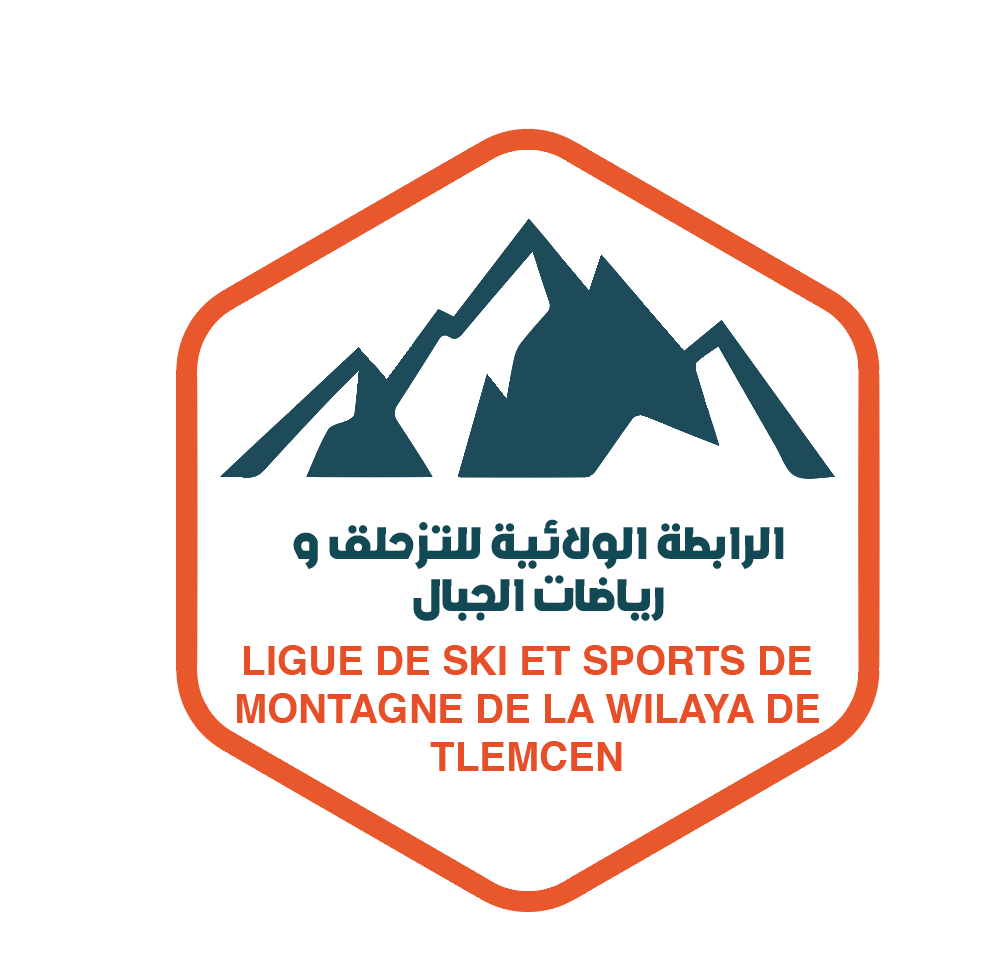 الرابطة الولائية للتزحلق و
رياضات الجبال
LIGUE DE SKI ET SPORTS DE
MONTAGNE DE LA WILAYA DE
TLEMCEN